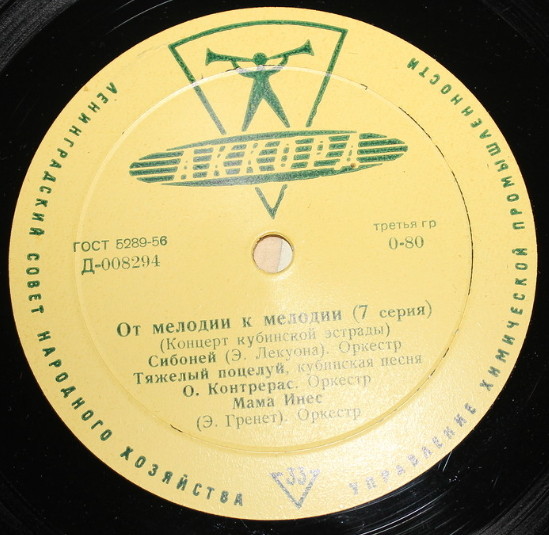 ЛЕНИНГРАДСКИЙ СОВЕТ НАРОДНОГО ХОЗЯЙСТВА
УПРАВЛЕНИЕ ХИМИЧЕСКОЙ ПРОМЫШЛЕННОСТИ
АККОРД
ГОСТ 5289-56
Д-008294
третья гр
0-80
От мелодии к мелодии (7 серия)
(Концерт кубинской эстрады)
Сибоней (Э. Лекуона). Оркестр
Тяжелый поцелуй, кубинская песня
О. Контрерас. Оркестр
Мама Инес
(Э. Гренет). Оркестр
33